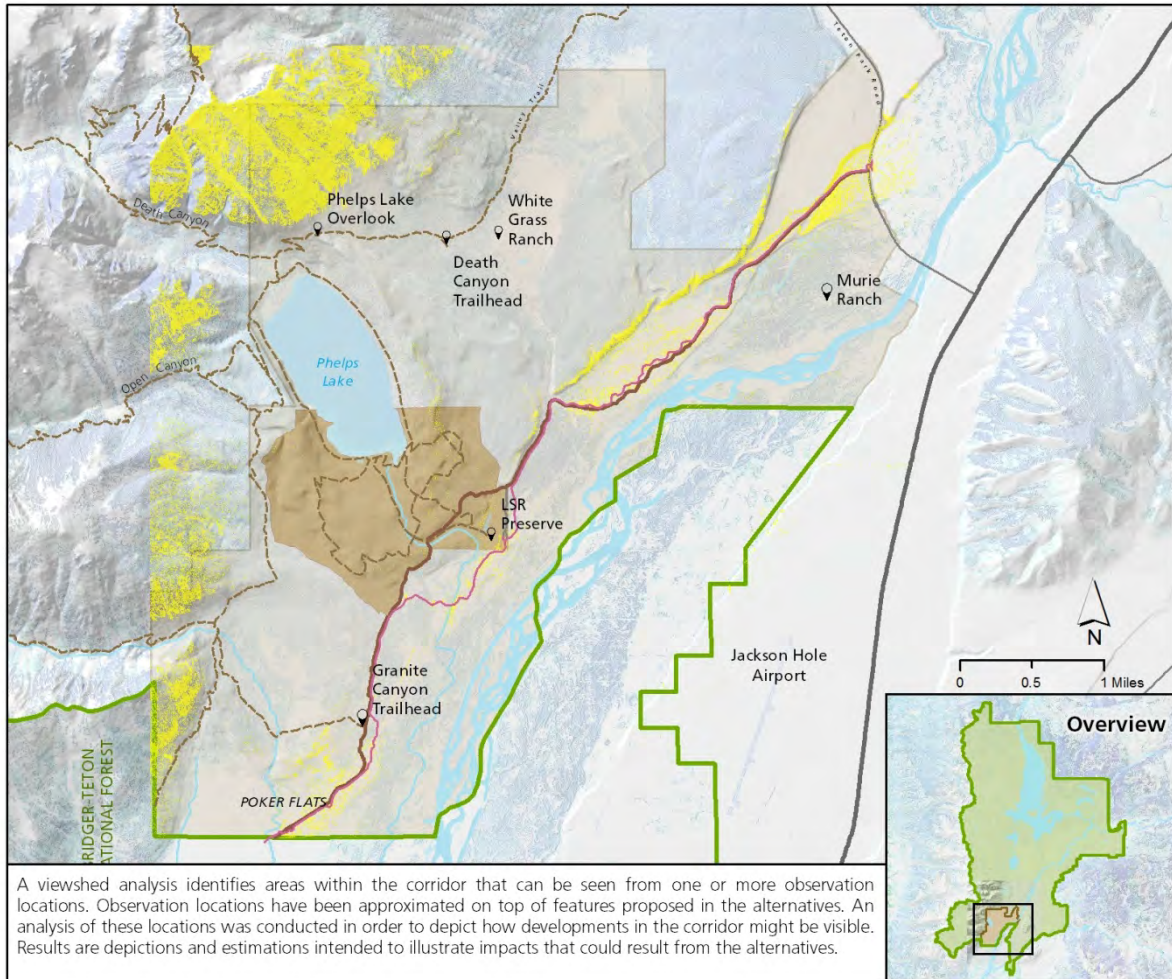 Teton Park Road
Valley Trail
Phelps Lake
Overlook
White
Grass
Ranch
Death Canyon
Death
Canyon
Trailhead
Murie
Ranch
Open Canyon
Phelps
Lake
LSR
Preserve
N
Jackson Hole
Airport
0 0.5 1 Miles
Granite
Canyon
Trailhead
Overview
POKER FLATS
BRIDGER-TETON
NATIONAL FOREST
A viewshed analysis identifies areas within the corridor that can be seen from one or more observation
locations. Observation locations have been approximated on top of features proposed in the alternatives. An
analysis of these locations was conducted in order to depict how developments in the corridor might be visible.
Results are depictions and estimations intended to illustrate impacts that could result from the alternatives.